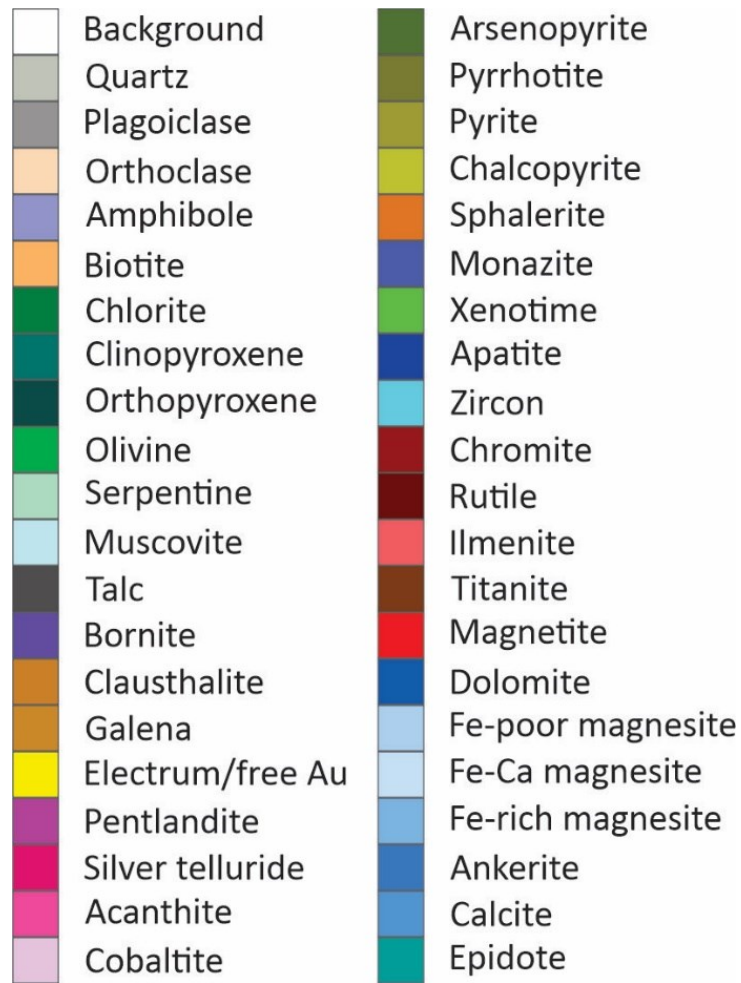 Background
Quartz
Plagoiclase
Orthoclase
Amphibole
Biotite
Chlorite
Clinopyroxene
Orthopyroxene
Olivine
Serpentine
Muscovite
Talc
Bornite
Clausthalite
Galena
Electrum/free Au
Pentlandite
Silver telluride
Acanthite
Cobaltite
Arsenopyrite
Pyrrhotite
Pyrite
Chalcopyrite
Sphalerite
Monazite
Xenotime
Apatite
Zircon
Chromite
Rutile
Ilmenite
Titanite
Magnetite
Dolomite
Fe-poor magnesite
Fe-Ca magnesite
Fe-rich magnesite
Ankerite
Calcite
Epidote